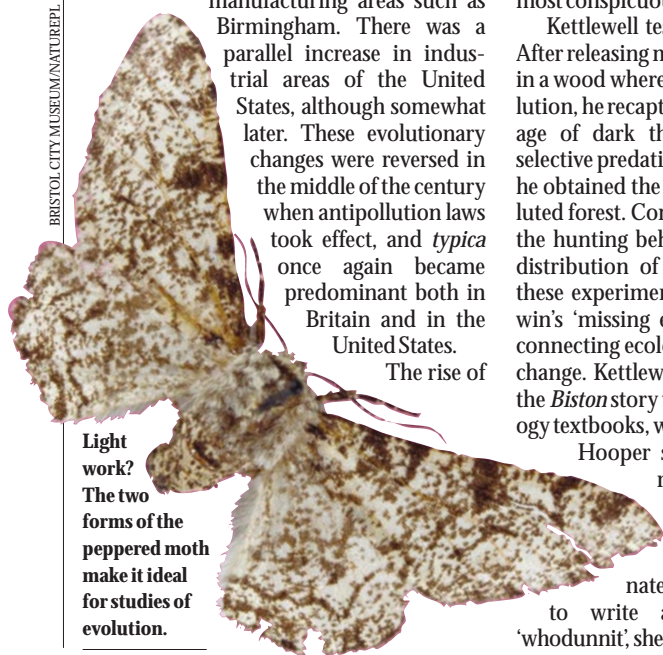 BRISTOL CITY MUSEUM/NATUREPL
manufacturing areas such as
Birmingham. There was a
parallel increase in indus-
trial areas of the United
States, although somewhat
later. These evolutionary
changes were reversed in
the middle of the century
when antipollution laws
took effect, and typica
once again became
predominant both in
Britain and in the
United States.
The rise of
Light
work?
The two
forms of the
peppered moth
make it ideal
for studies of
evolution.
most conspicuou
Kettlewell tes
After releasing m
in a wood where
lution, he recapt
age of dark th
selective predati
he obtained the
luted forest. Con
the hunting beh
distribution of
these experimen
win's 'missing e
connecting ecolo
change. Kettlew
the Biston story
ogy textbooks, w
Hooper s
nate
to write a
'whodunnit', she